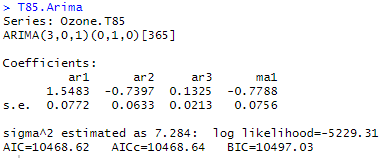 > T85.Arima
Series: Ozone.T85
ARIMA(3,0,1)(0,1,0)[365]
Coefficients:
ar1 ar2 ar3 ma1
1.5483 -0.7397 0.1325 -0.7788
s.e. 0.0772 0.0633 0.0213 0.0756
sigma^2 estimated as 7.284: log likelihood=-5229.31
AIC=10468.62 AICc=10468.64 BIC=10497.03